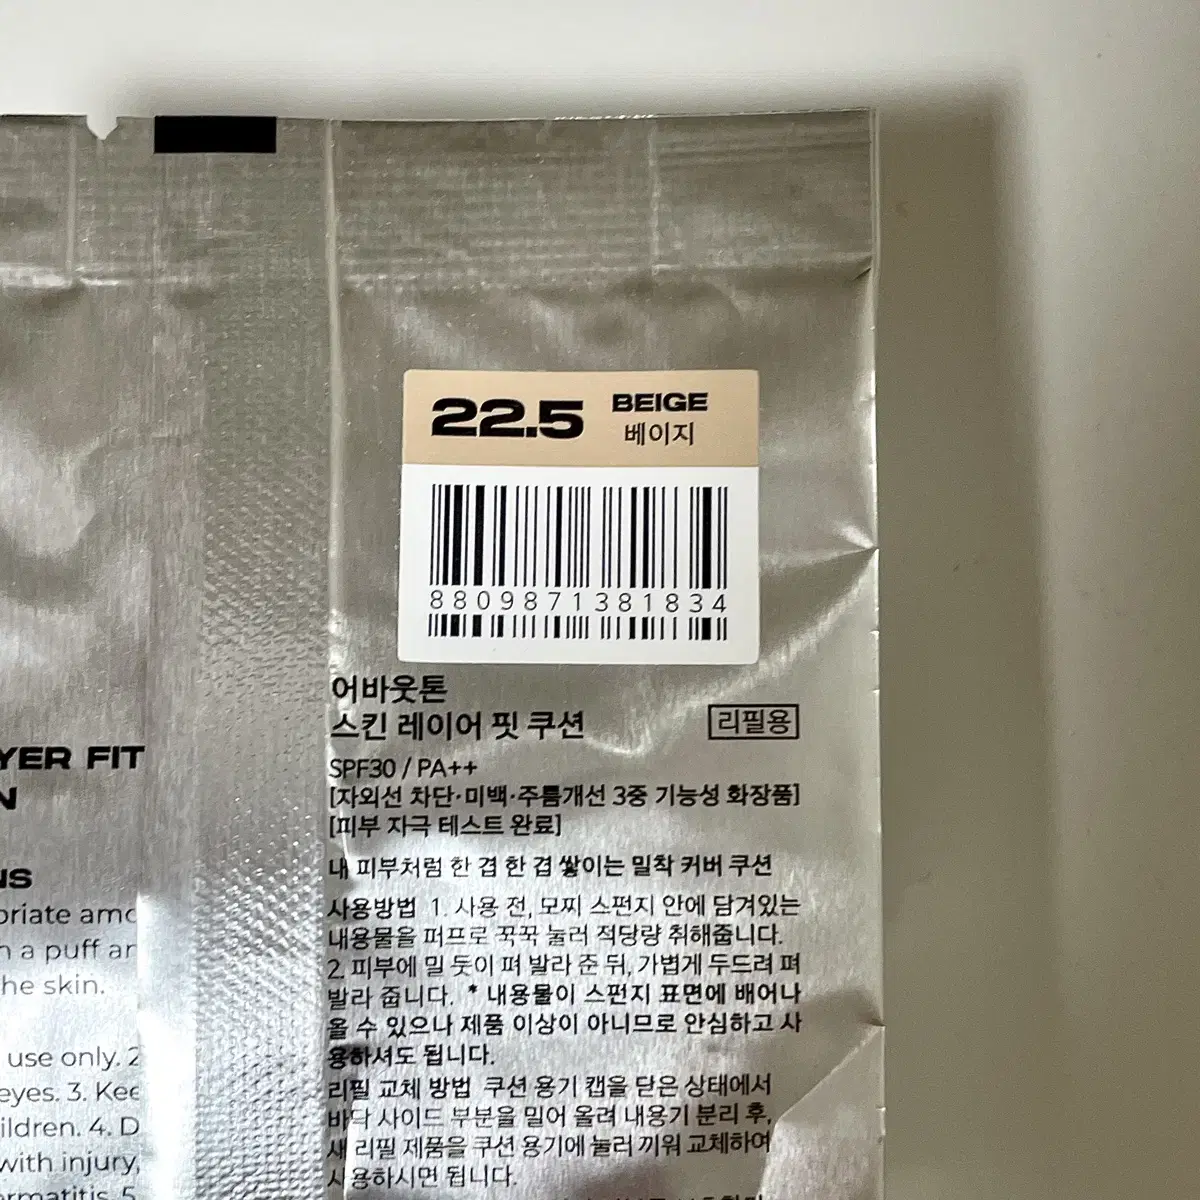 22.5 BEIGE
베이지
8809871381834
어바웃톤
스킨 레이어 핏 쿠션 리필용
SPF30 / PA++
[자외선 차단·미백·주름개선 3중 기능성 화장품]
[피부 자극 테스트 완료]
내 피부처럼 한 겹 한 겹 쌓이는 밀착 커버 쿠션
사용방법 1. 사용 전, 모찌 스펀지 안에 담겨있는
내용물을 퍼프로 꾹꾹 눌러 적당량 취해줍니다.
2. 피부에 밀 듯이 펴 발라 준 뒤, 가볍게 두드려 펴
발라 줍니다. * 내용물이 스펀지 표면에 배어나
올 수 있으나 제품 이상이 아니므로 안심하고 사
용하셔도 됩니다.
리필 교체 방법 쿠션 용기 캡을 닫은 상태에서
바닥 사이드 부분을 밀어 올려 내용기 분리 후,
새 리필 제품을 쿠션 용기에 눌러 끼워 교체하여
사용하시면 됩니다.
YER FIT
N
NS
priate amo
h a puff an
he skin.
use only. 2
eyes. 3. Kee
ildren. 4. D
with injury,
rmatitis. 5